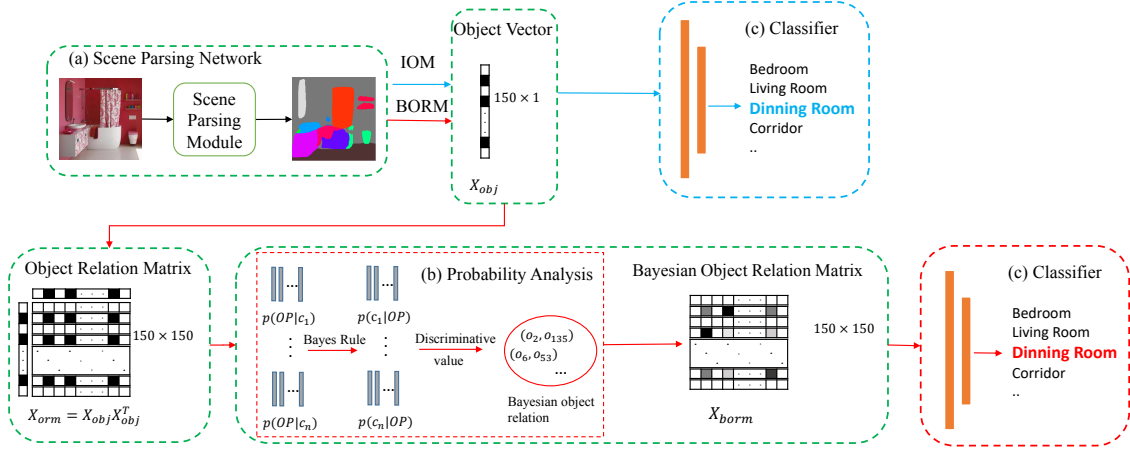 (a) Scene Parsing Network
Scene
Parsing
Module
IOM
BORM
Object Vector
150 × 1
X_obj
(c) Classifier
Bedroom
Living Room
Dinning Room
Corridor
..
Object Relation Matrix
150 × 150
X_orm = X_obj X_obj^T
(b) Probability Analysis
p(OP|c_1)
p(c_1|OP)
Bayes Rule
Discriminative
value
(o_2, o_135)
(o_6, o_53)
...
p(OP|c_n)
p(c_n|OP)
Bayesian object
relation
Bayesian Object Relation Matrix
150 × 150
X_borm
(c) Classifier
Bedroom
Living Room
Dinning Room
Corridor
..